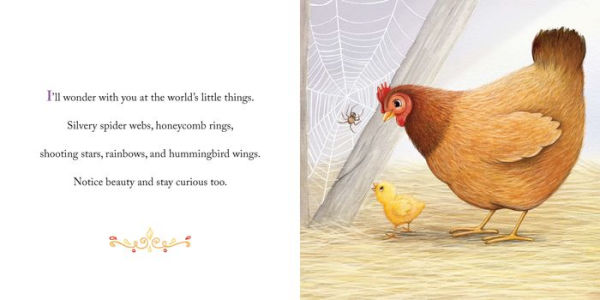 I'll wonder with you at the world's little things.
Silvery spider webs, honeycomb rings,
shooting stars, rainbows, and hummingbird wings.
Notice beauty and stay curious too.